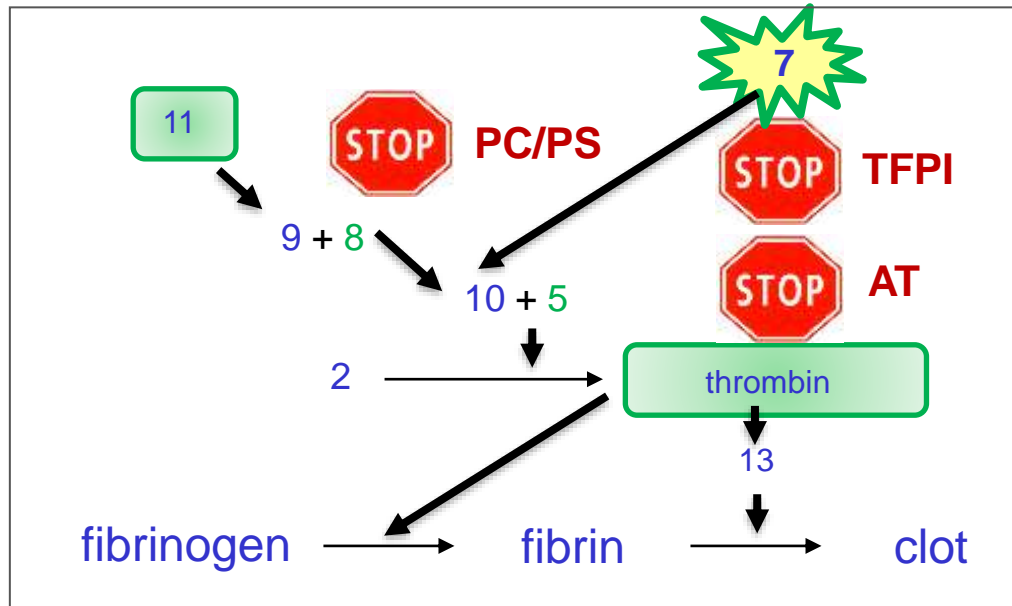 7
11
STOP PC/PS
STOP TFPI
9 + 8
STOP AT
10 + 5
2
thrombin
13
fibrinogen fibrin clot